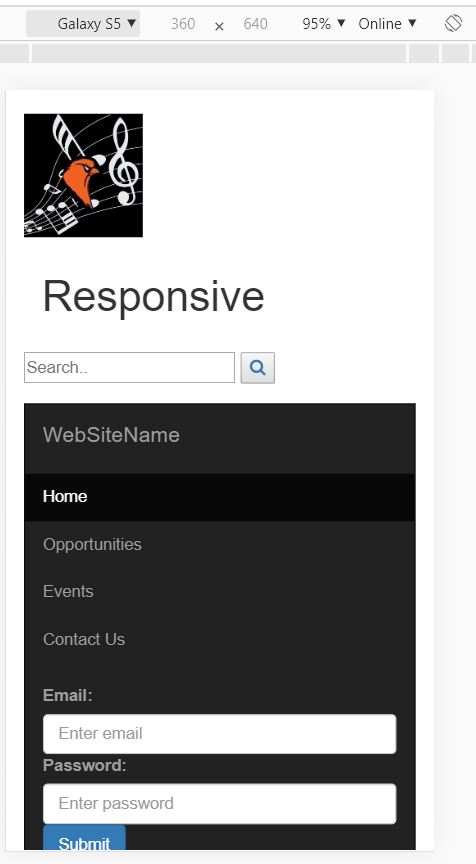 Galaxy S5 ▼ 360 × 640 95% ▼ Online ▼
Responsive
Search..
WebSiteName
Home
Opportunities
Events
Contact Us
Email:
Enter email
Password:
Enter password
Submit